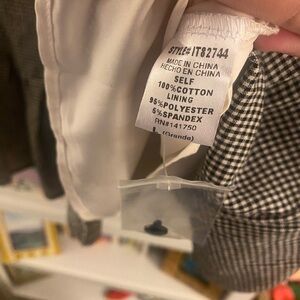 STYLE#IT82744
MADE IN CHINA
HECHO EN CHINA
SELF
100%COTTON
LINING
95%POLYESTER
5%SPANDEX
RN#141750
(Grande)